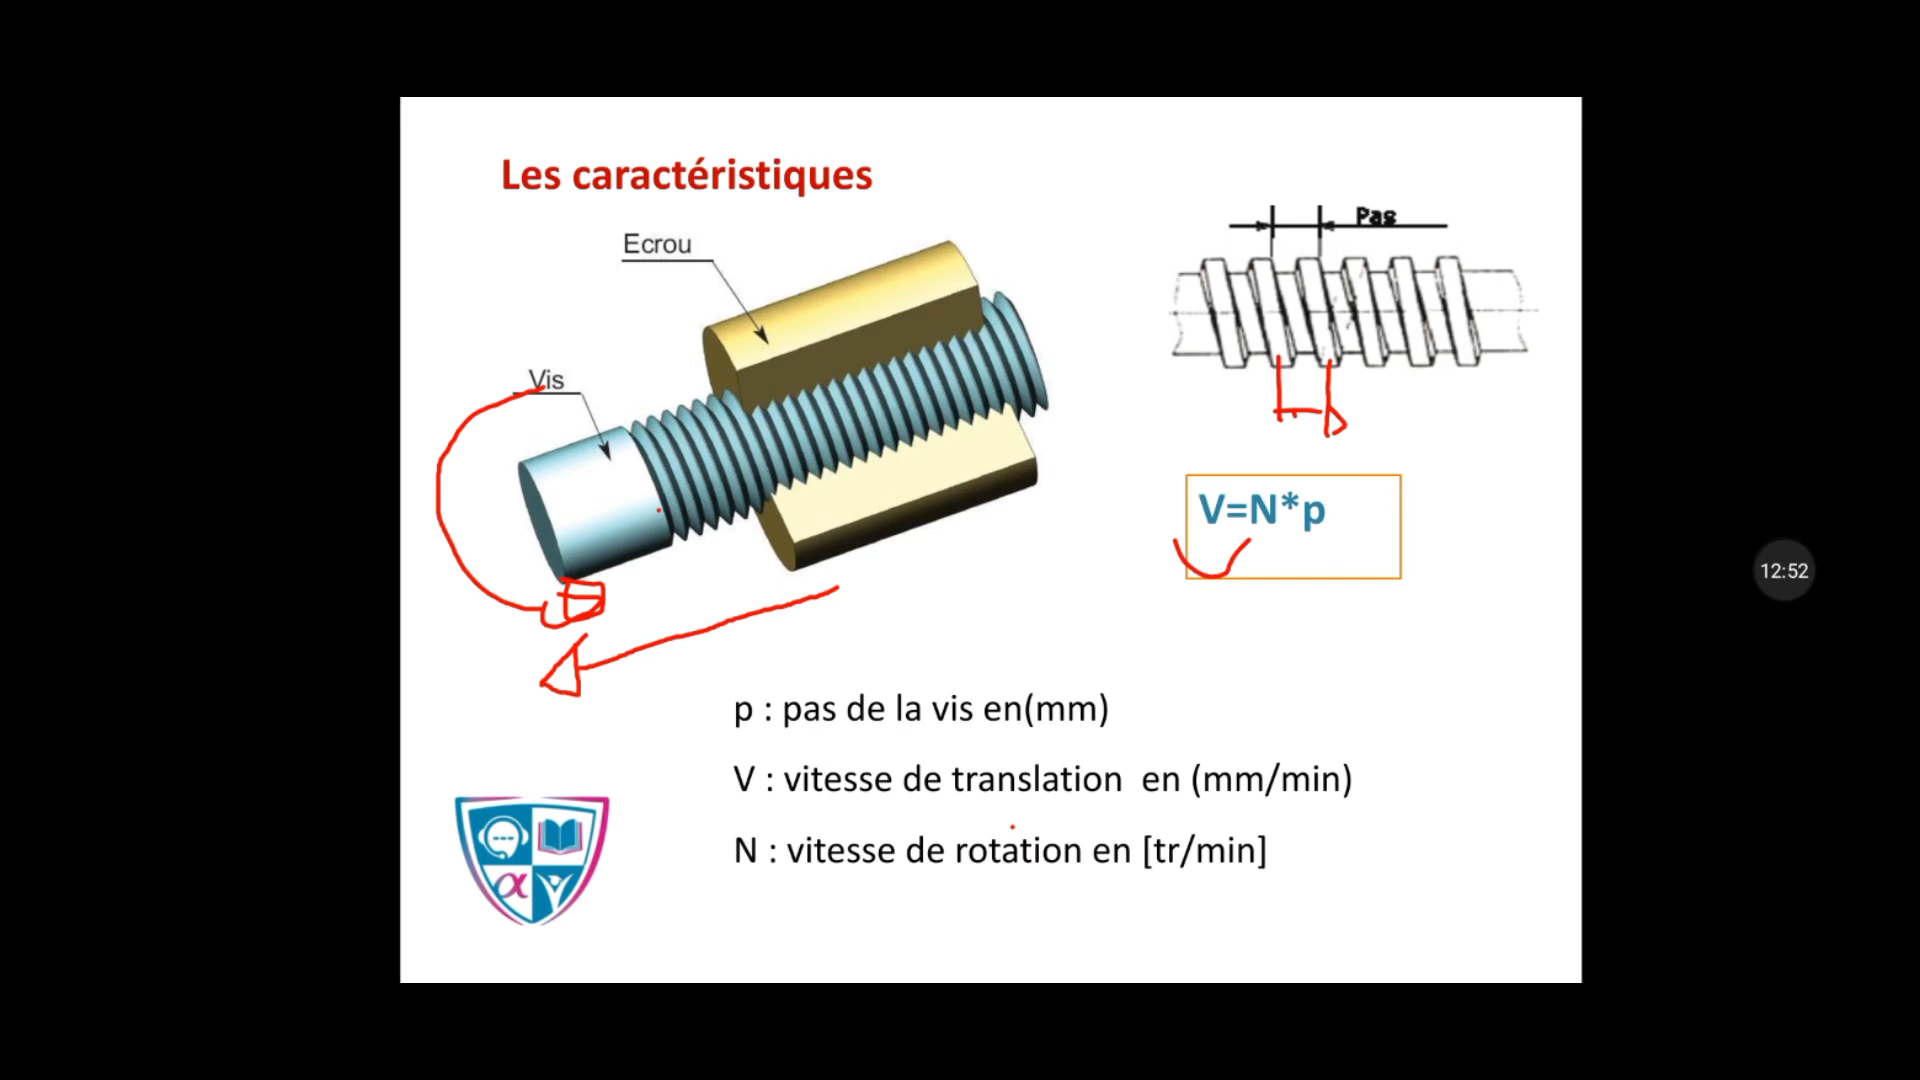 Les caractéristiques
Ecrou
Pas
Vis
V=N*p
12:52
p : pas de la vis en(mm)
V : vitesse de translation en (mm/min)
N : vitesse de rotation en [tr/min]
α